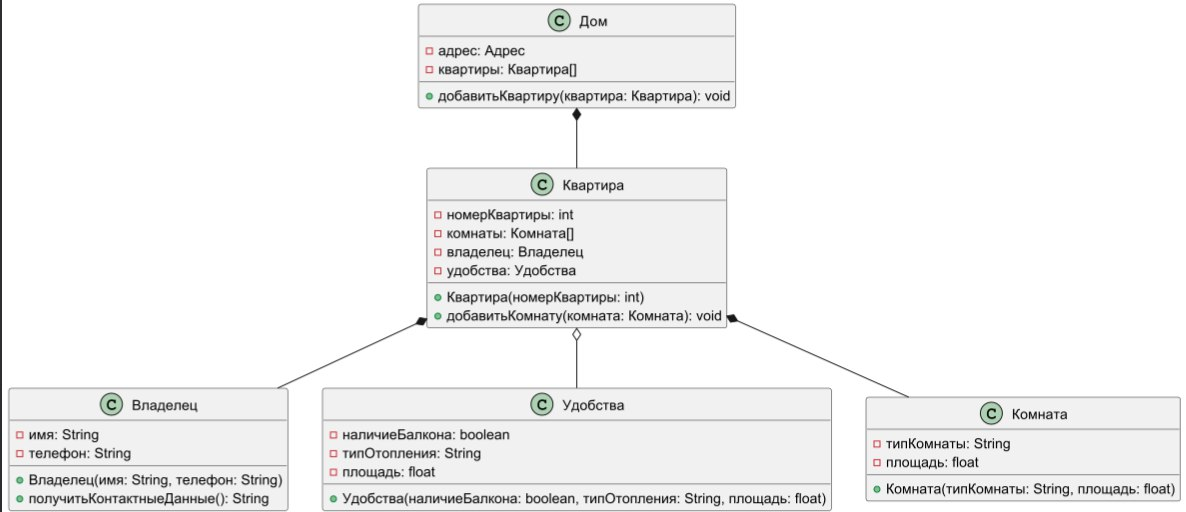 C Дом
адрес: Адрес
квартиры: Квартира[]
добавитьКвартиру(квартира: Квартира): void
C Квартира
номерКвартиры: int
комнаты: Комната[]
владелец: Владелец
удобства: Удобства
Квартира(номерКвартиры: int)
добавитьКомнату(комната: Комната): void
C Владелец
имя: String
телефон: String
Владелец(имя: String, телефон: String)
получитьКонтактныеДанные(): String
C Удобства
наличиеБалкона: boolean
типОтопления: String
площадь: float
Удобства(наличиеБалкона: boolean, типОтопления: String, площадь: float)
C Комната
типКомнаты: String
площадь: float
Комната(типКомнаты: String, площадь: float)